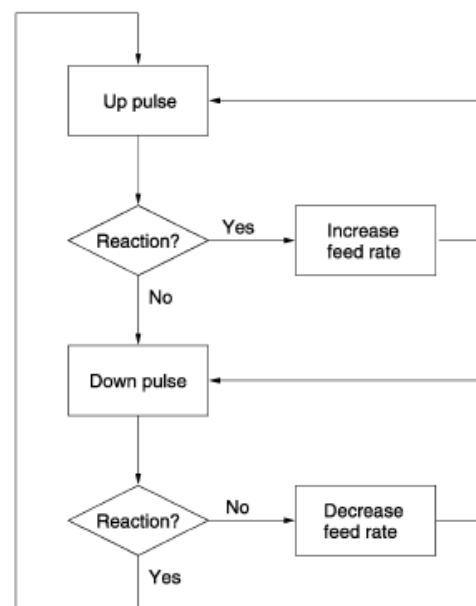 Up pulse
Reaction?
Yes
Increase
feed rate
No
Down pulse
Reaction?
No
Decrease
feed rate
Yes